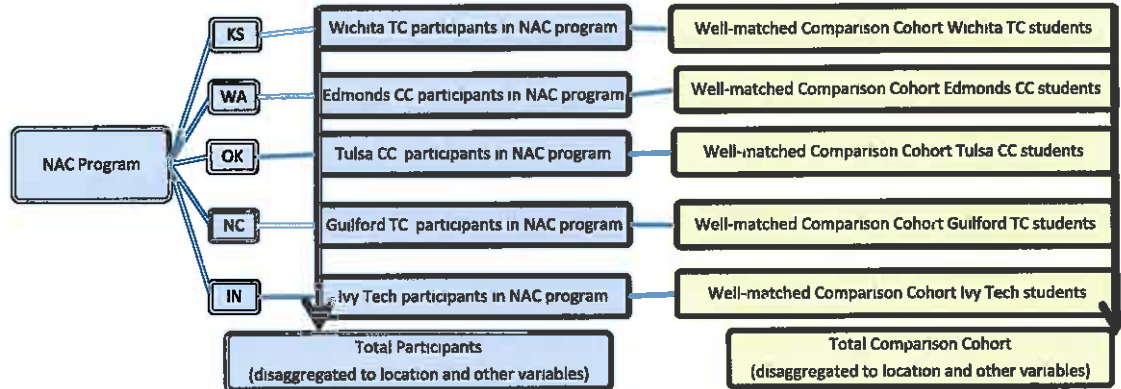 KS
Wichita TC participants in NAC program
Well-matched Comparison Cohort Wichita TC students
WA
Edmonds CC participants in NAC program
Well-matched Comparison Cohort Edmonds CC students
NAC Program
OK
Tulsa CC participants in NAC program
Well-matched Comparison Cohort Tulsa CC students
NC
Guilford TC participants in NAC program
Well-matched Comparison Cohort Guilford TC students
IN
Ivy Tech participants in NAC program
Well-matched Comparison Cohort Ivy Tech students
Total Participants
(disaggregated to location and other variables)
Total Comparison Cohort
(disaggregated to location and other variables)